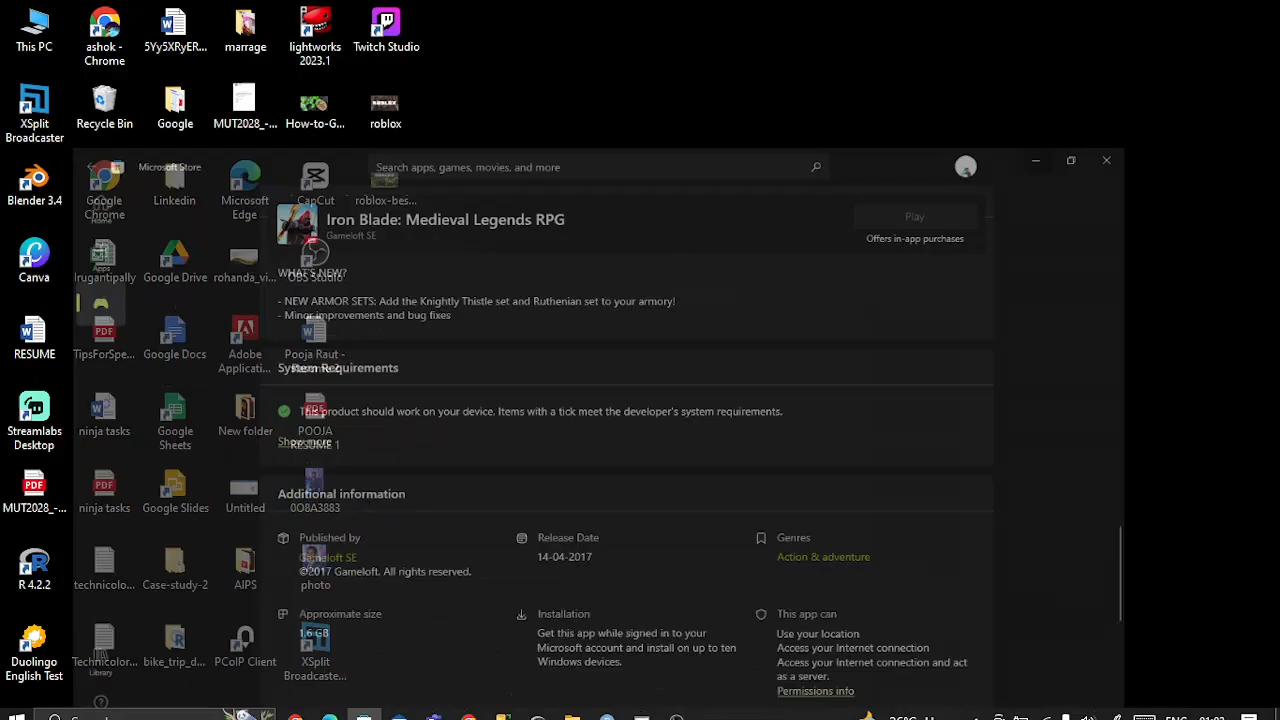 This PC
ashok - Chrome
5Yy5XRyER...
marrage
lightworks 2023.1
Twitch Studio
XSplit Broadcaster
Recycle Bin
Google
MUT2028_-...
How-to-G...
roblox
Blender 3.4
Google Chrome
Linkedin
Microsoft Edge
CapCut
roblox-bes...
Canva
Irugantipally
Google Drive
rohanda_vi...
OBS Studio
RESUME
TipsForSpe...
Google Docs
Adobe Applicati...
Pooja Raut -
Streamlabs Desktop
ninja tasks
Google Sheets
New folder
POOJA RESUME 1
MUT2028_-...
ninja tasks
Google Slides
Untitled
0O8A3883
R 4.2.2
technicolo...
Case-study-2
AIPS
photo
Duolingo English Test
Technicolor...
bike_trip_d...
PCoIP Client
XSplit Broadcaste...
Microsoft Store
Search apps, games, movies, and more
Home
Apps
Library
Iron Blade: Medieval Legends RPG
Gameloft SE
Play
Offers in-app purchases
WHAT'S NEW?
- NEW ARMOR SETS: Add the Knightly Thistle set and Ruthenian set to your armory!
- Minor improvements and bug fixes
System Requirements
This product should work on your device. Items with a tick meet the developer's system requirements.
Show more
Additional information
Published by
Gameloft SE
©2017 Gameloft. All rights reserved.
Release Date
14-04-2017
Genres
Action & adventure
Approximate size
1.6 GB
Installation
Get this app while signed in to your
Microsoft account and install on up to ten
Windows devices.
This app can
Use your location
Access your Internet connection
Access your Internet connection and act
as a server.
Permissions info